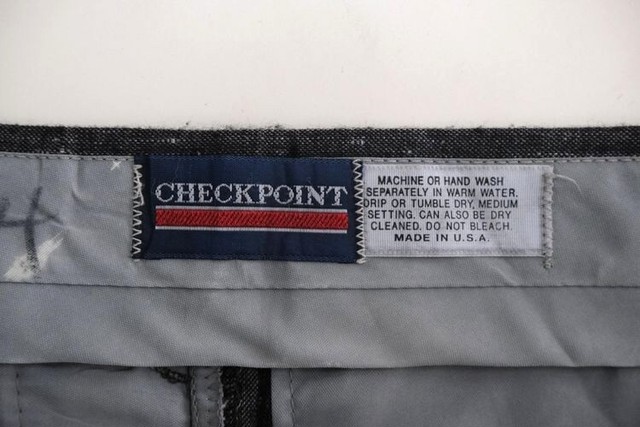 CHECKPOINT
MACHINE OR HAND WASH
SEPARATELY IN WARM WATER.
DRIP OR TUMBLE DRY, MEDIUM
SETTING. CAN ALSO BE DRY
CLEANED. DO NOT BLEACH.
MADE IN U.S.A.